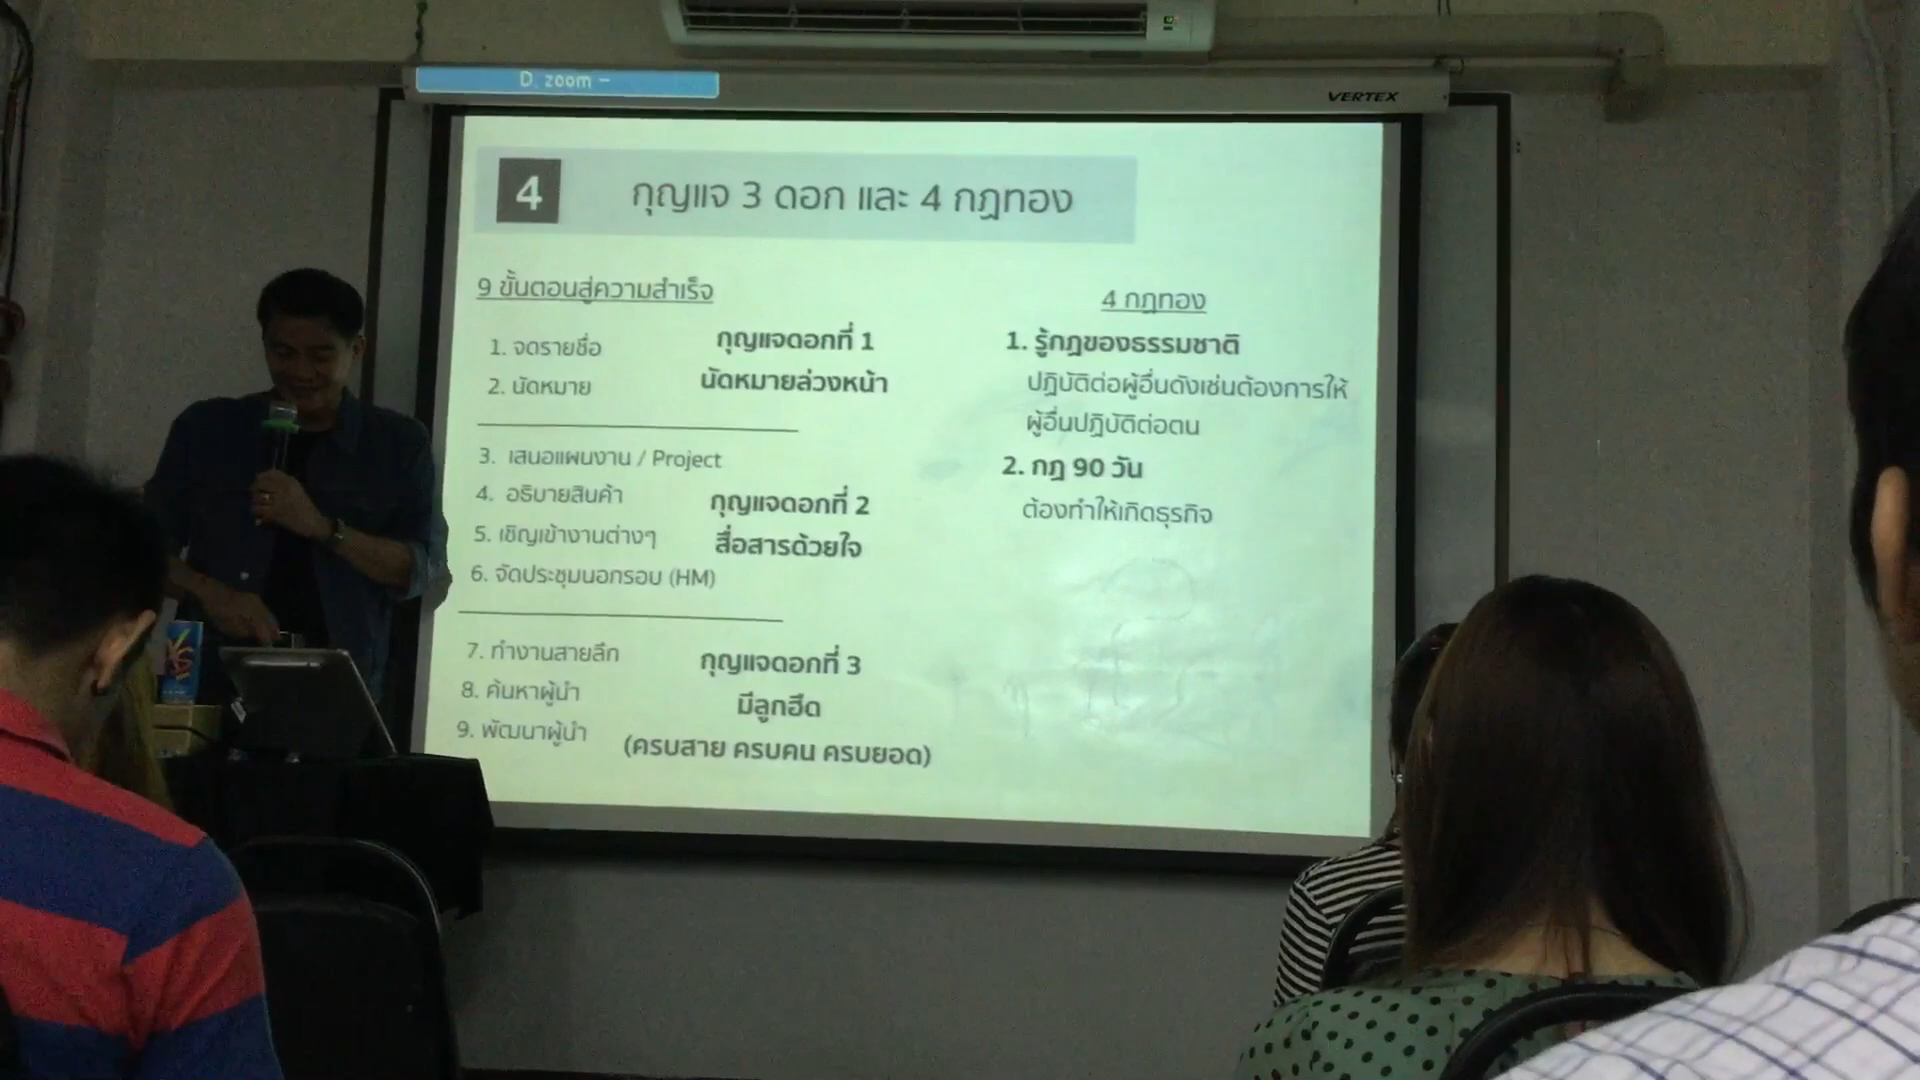 D. zoom -
VERTEX
4 กุญแจ 3 ดอก และ 4 กฎทอง
9 ขั้นตอนสู่ความสำเร็จ
1. จดรายชื่อ
2. นัดหมาย
กุญแจดอกที่ 1
นัดหมายล่วงหน้า
3. เสนอแผนงาน / Project
4. อธิบายสินค้า
5. เชิญเข้างานต่างๆ
6. จัดประชุมนอกรอบ (HM)
กุญแจดอกที่ 2
สื่อสารด้วยใจ
7. ทำงานสายลึก
8. ค้นหาผู้นำ
9. พัฒนาผู้นำ
กุญแจดอกที่ 3
มีลูกฮึด
(ครบสาย ครบคน ครบยอด)
4 กฎทอง
1. รู้กฎของธรรมชาติ
ปฏิบัติต่อผู้อื่นดังเช่นต้องการให้
ผู้อื่นปฏิบัติต่อตน
2. กฎ 90 วัน
ต้องทำให้เกิดธุรกิจ